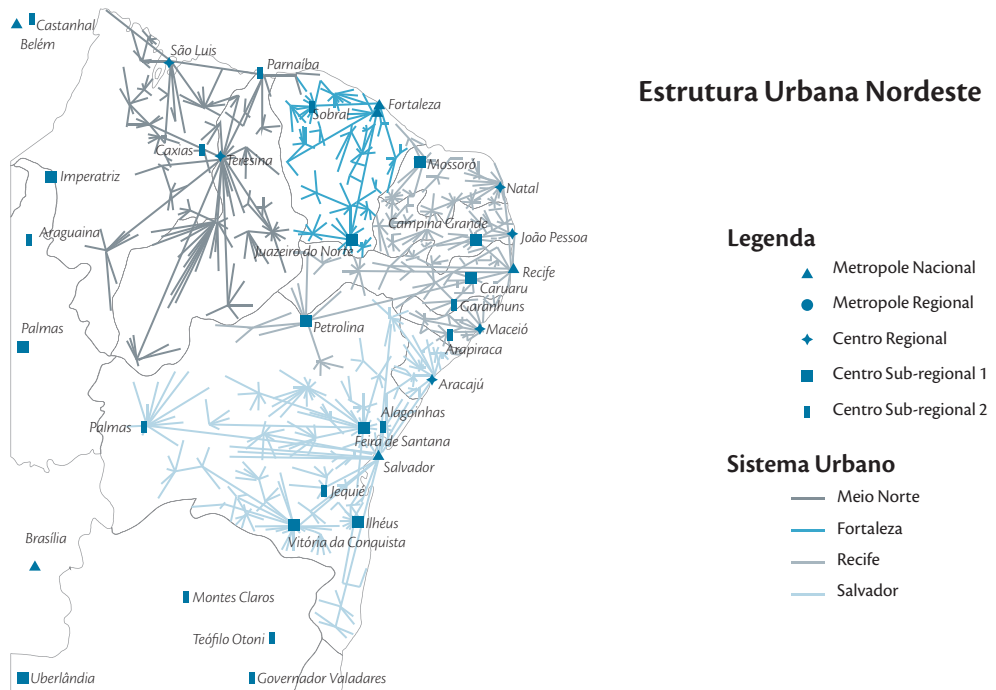 Castanhal
Belém
São Luis
Parnaíba
Estrutura Urbana Nordeste
Fortaleza
Sobral
Caxias
Teresina
Mossoró
Imperatriz
Natal
Araguaina
Campina Grande
João Pessoa
Juazeiro do Norte
Recife
Caruaru
Garanhuns
Palmas
Petrolina
Maceió
Arapiraca
Aracajú
Palmas
Alagoinhas
Feira de Santana
Salvador
Jequié
Ilhéus
Vitória da Conquista
Brasília
Montes Claros
Teófilo Otoni
Uberlândia
Governador Valadares
Legenda
Metropole Nacional
Metropole Regional
Centro Regional
Centro Sub-regional 1
Centro Sub-regional 2
Sistema Urbano
Meio Norte
Fortaleza
Recife
Salvador